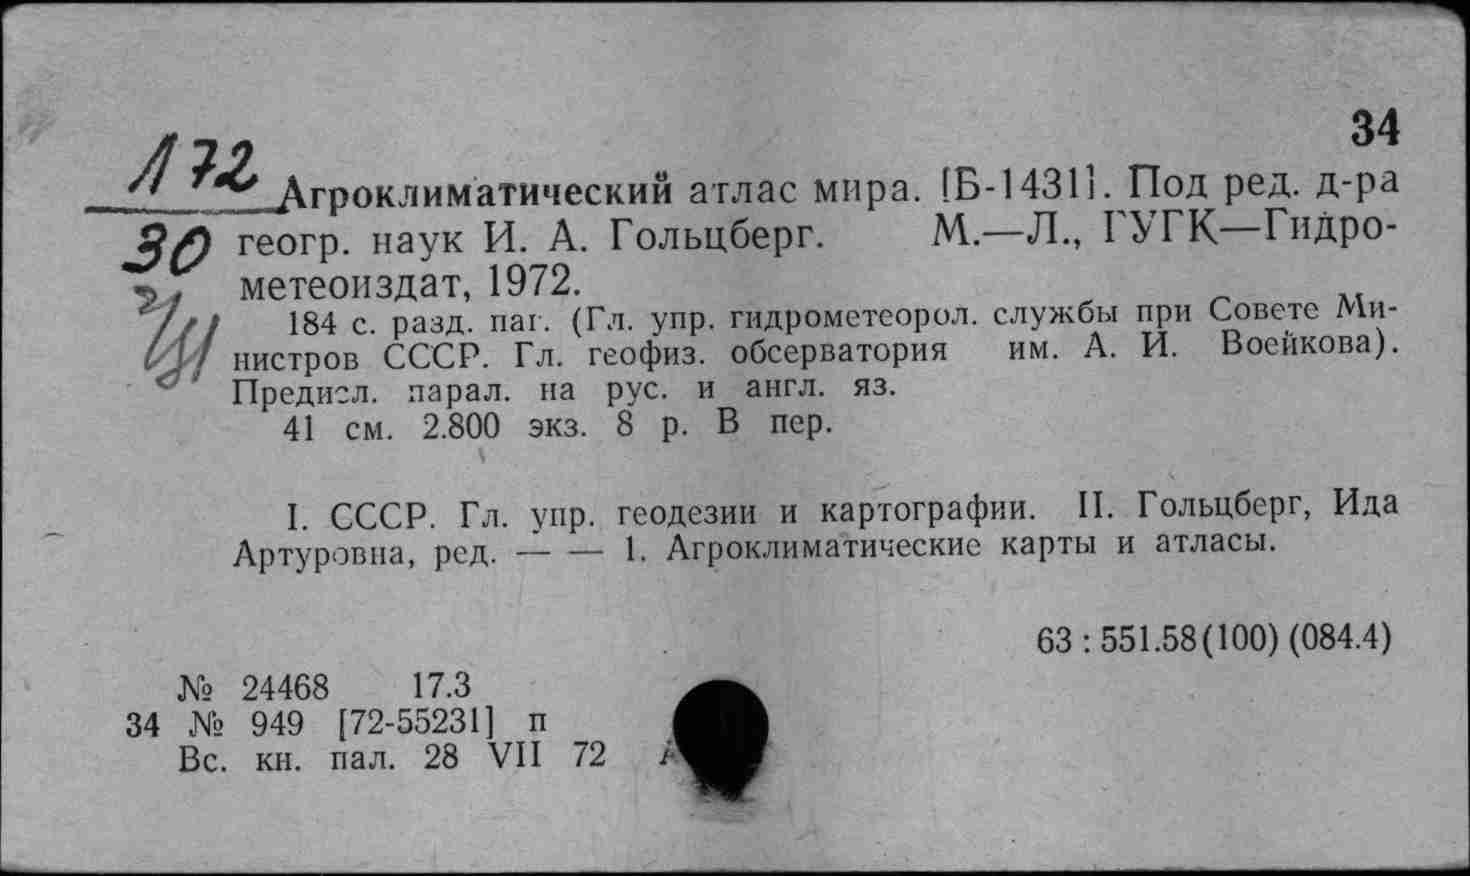 34
Агроклиматический атлас мира. [Б-1431]. Под ред. д-ра
30 геогр. наук И. А. Гольцберг. М.—Л., ГУГК—Гидро-
метеоиздат, 1972.
184 с. разд. паг. (Гл. упр. гидрометеорол. службы при Совете Ми-
нистров СССР. Гл. геофиз. обсерватория им. А. И. Воейкова).
Предисл. парал. на рус. и англ. яз.
41 см. 2.800 экз. 8 р. В пер.
I. СССР. Гл. упр. геодезии и картографии. II. Гольцберг, Ида
Артуровна, ред. — — 1. Агроклиматические карты и атласы.
63 : 551.58(100) (084.4)
№ 24468 17.3
34 № 949 [72-55231] п
Вс. кн. пал. 28 VII 72